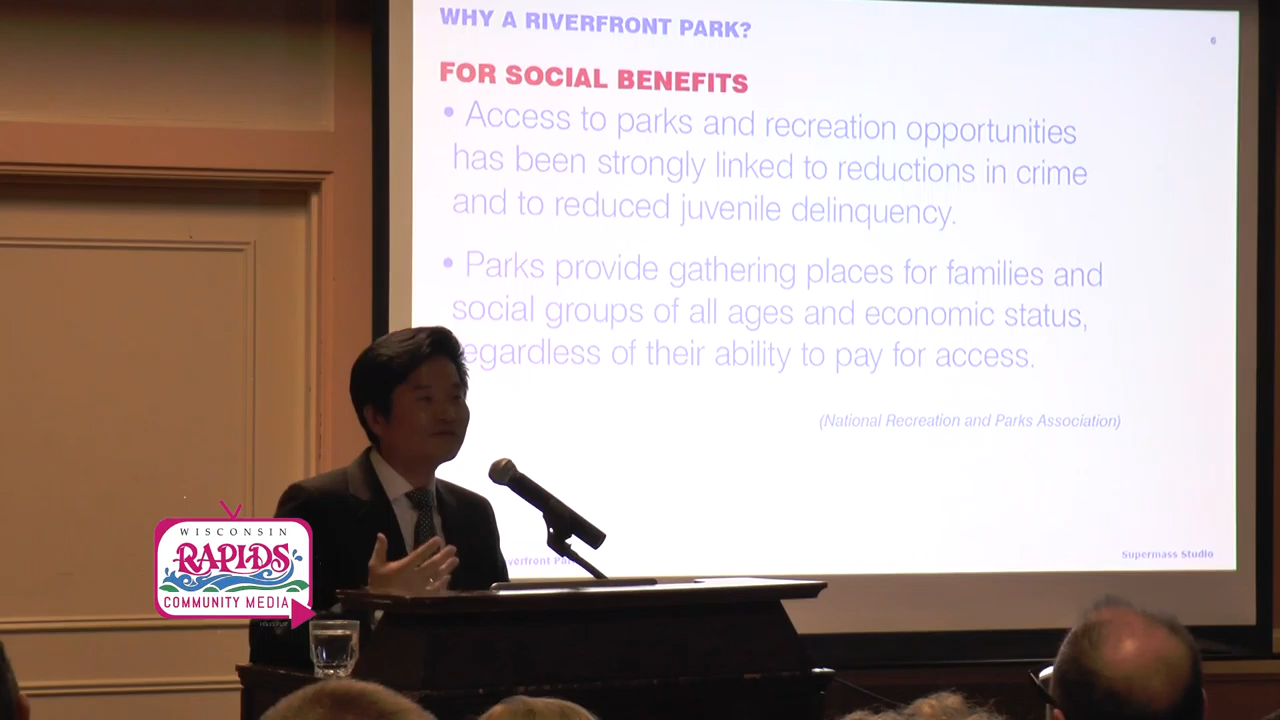 WHY A RIVERFRONT PARK?
6
FOR SOCIAL BENEFITS
• Access to parks and recreation opportunities
has been strongly linked to reductions in crime
and to reduced juvenile delinquency.
• Parks provide gathering places for families and
social groups of all ages and economic status,
egardless of their ability to pay for access.
(National Recreation and Parks Association)
Supermass Studio
WISCONSIN
RAPIDS
COMMUNITY MEDIA